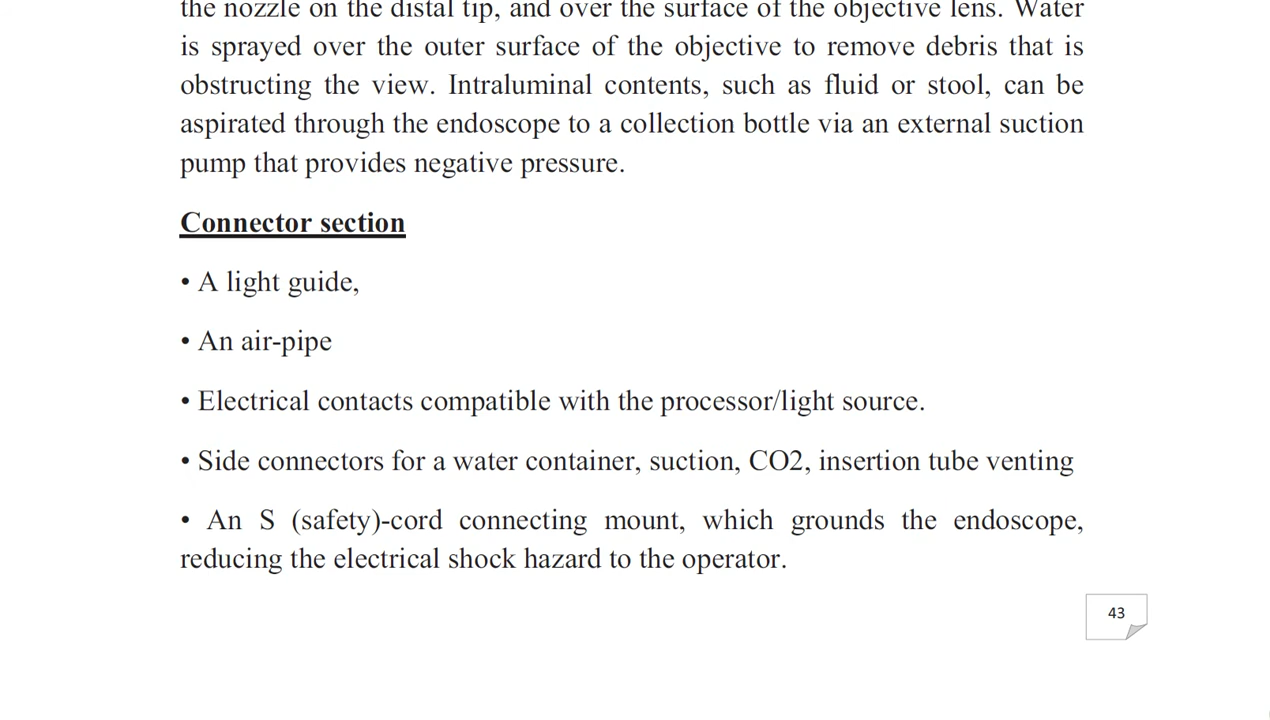 the nozzle on the distal tip, and over the surface of the objective lens. Water
is sprayed over the outer surface of the objective to remove debris that is
obstructing the view. Intraluminal contents, such as fluid or stool, can be
aspirated through the endoscope to a collection bottle via an external suction
pump that provides negative pressure.
Connector section
• A light guide,
• An air-pipe
• Electrical contacts compatible with the processor/light source.
• Side connectors for a water container, suction, CO2, insertion tube venting
• An S (safety)-cord connecting mount, which grounds the endoscope,
reducing the electrical shock hazard to the operator.
43